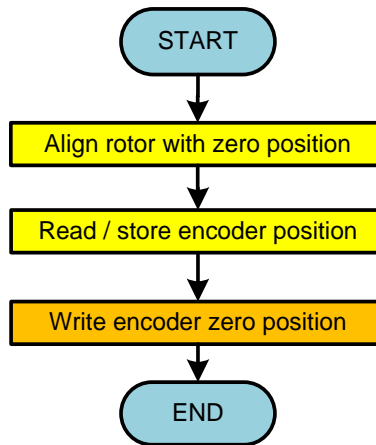 START
Align rotor with zero position
Read / store encoder position
Write encoder zero position
END